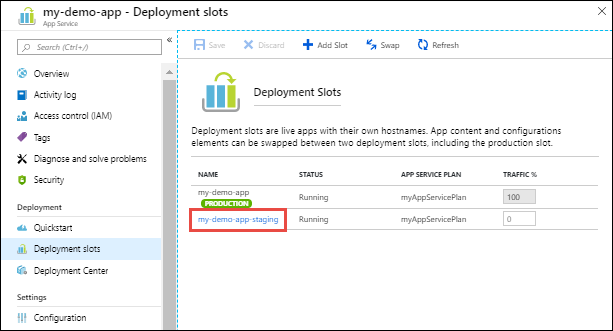 my-demo-app - Deployment slots
App Service
Search (Ctrl+/)
Overview
Activity log
Access control (IAM)
Tags
Diagnose and solve problems
Security
Deployment
Quickstart
Deployment slots
Deployment Center
Settings
Configuration
Save Discard Add Slot Swap Refresh
Deployment Slots
Deployment slots are live apps with their own hostnames. App content and configurations
elements can be swapped between two deployment slots, including the production slot.
NAME STATUS APP SERVICE PLAN TRAFFIC %
my-demo-app Running myAppServicePlan 100
PRODUCTION
my-demo-app-staging Running myAppServicePlan 0